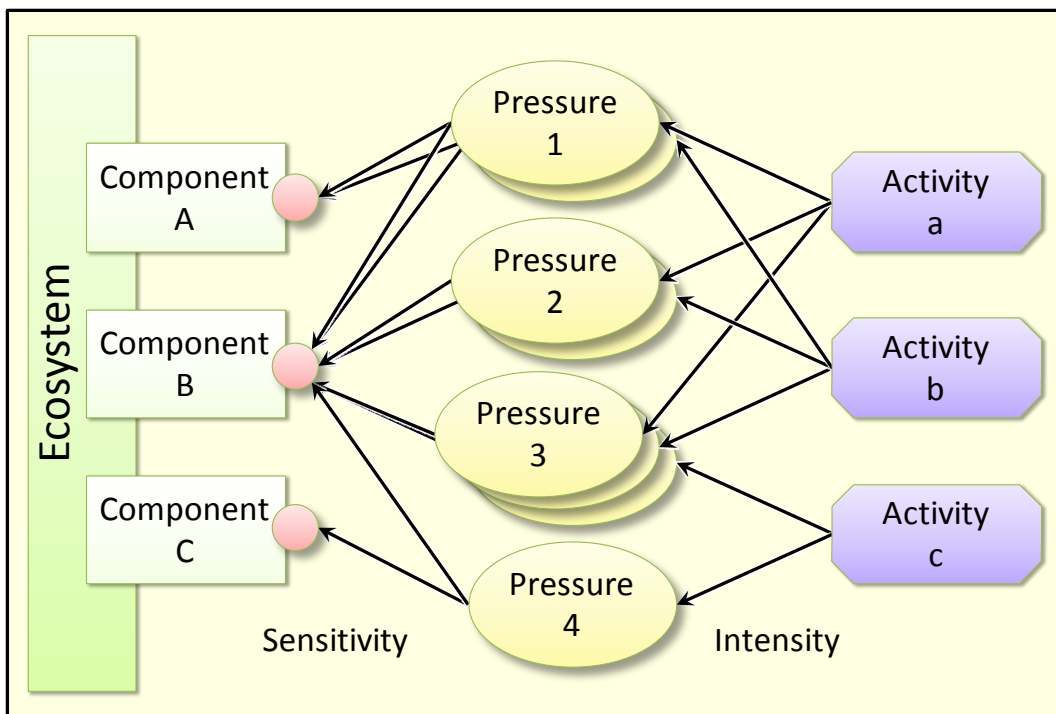 Ecosystem
Component
A
Component
B
Component
C
Pressure
1
Pressure
2
Pressure
3
Pressure
4
Activity
a
Activity
b
Activity
c
Sensitivity
Intensity